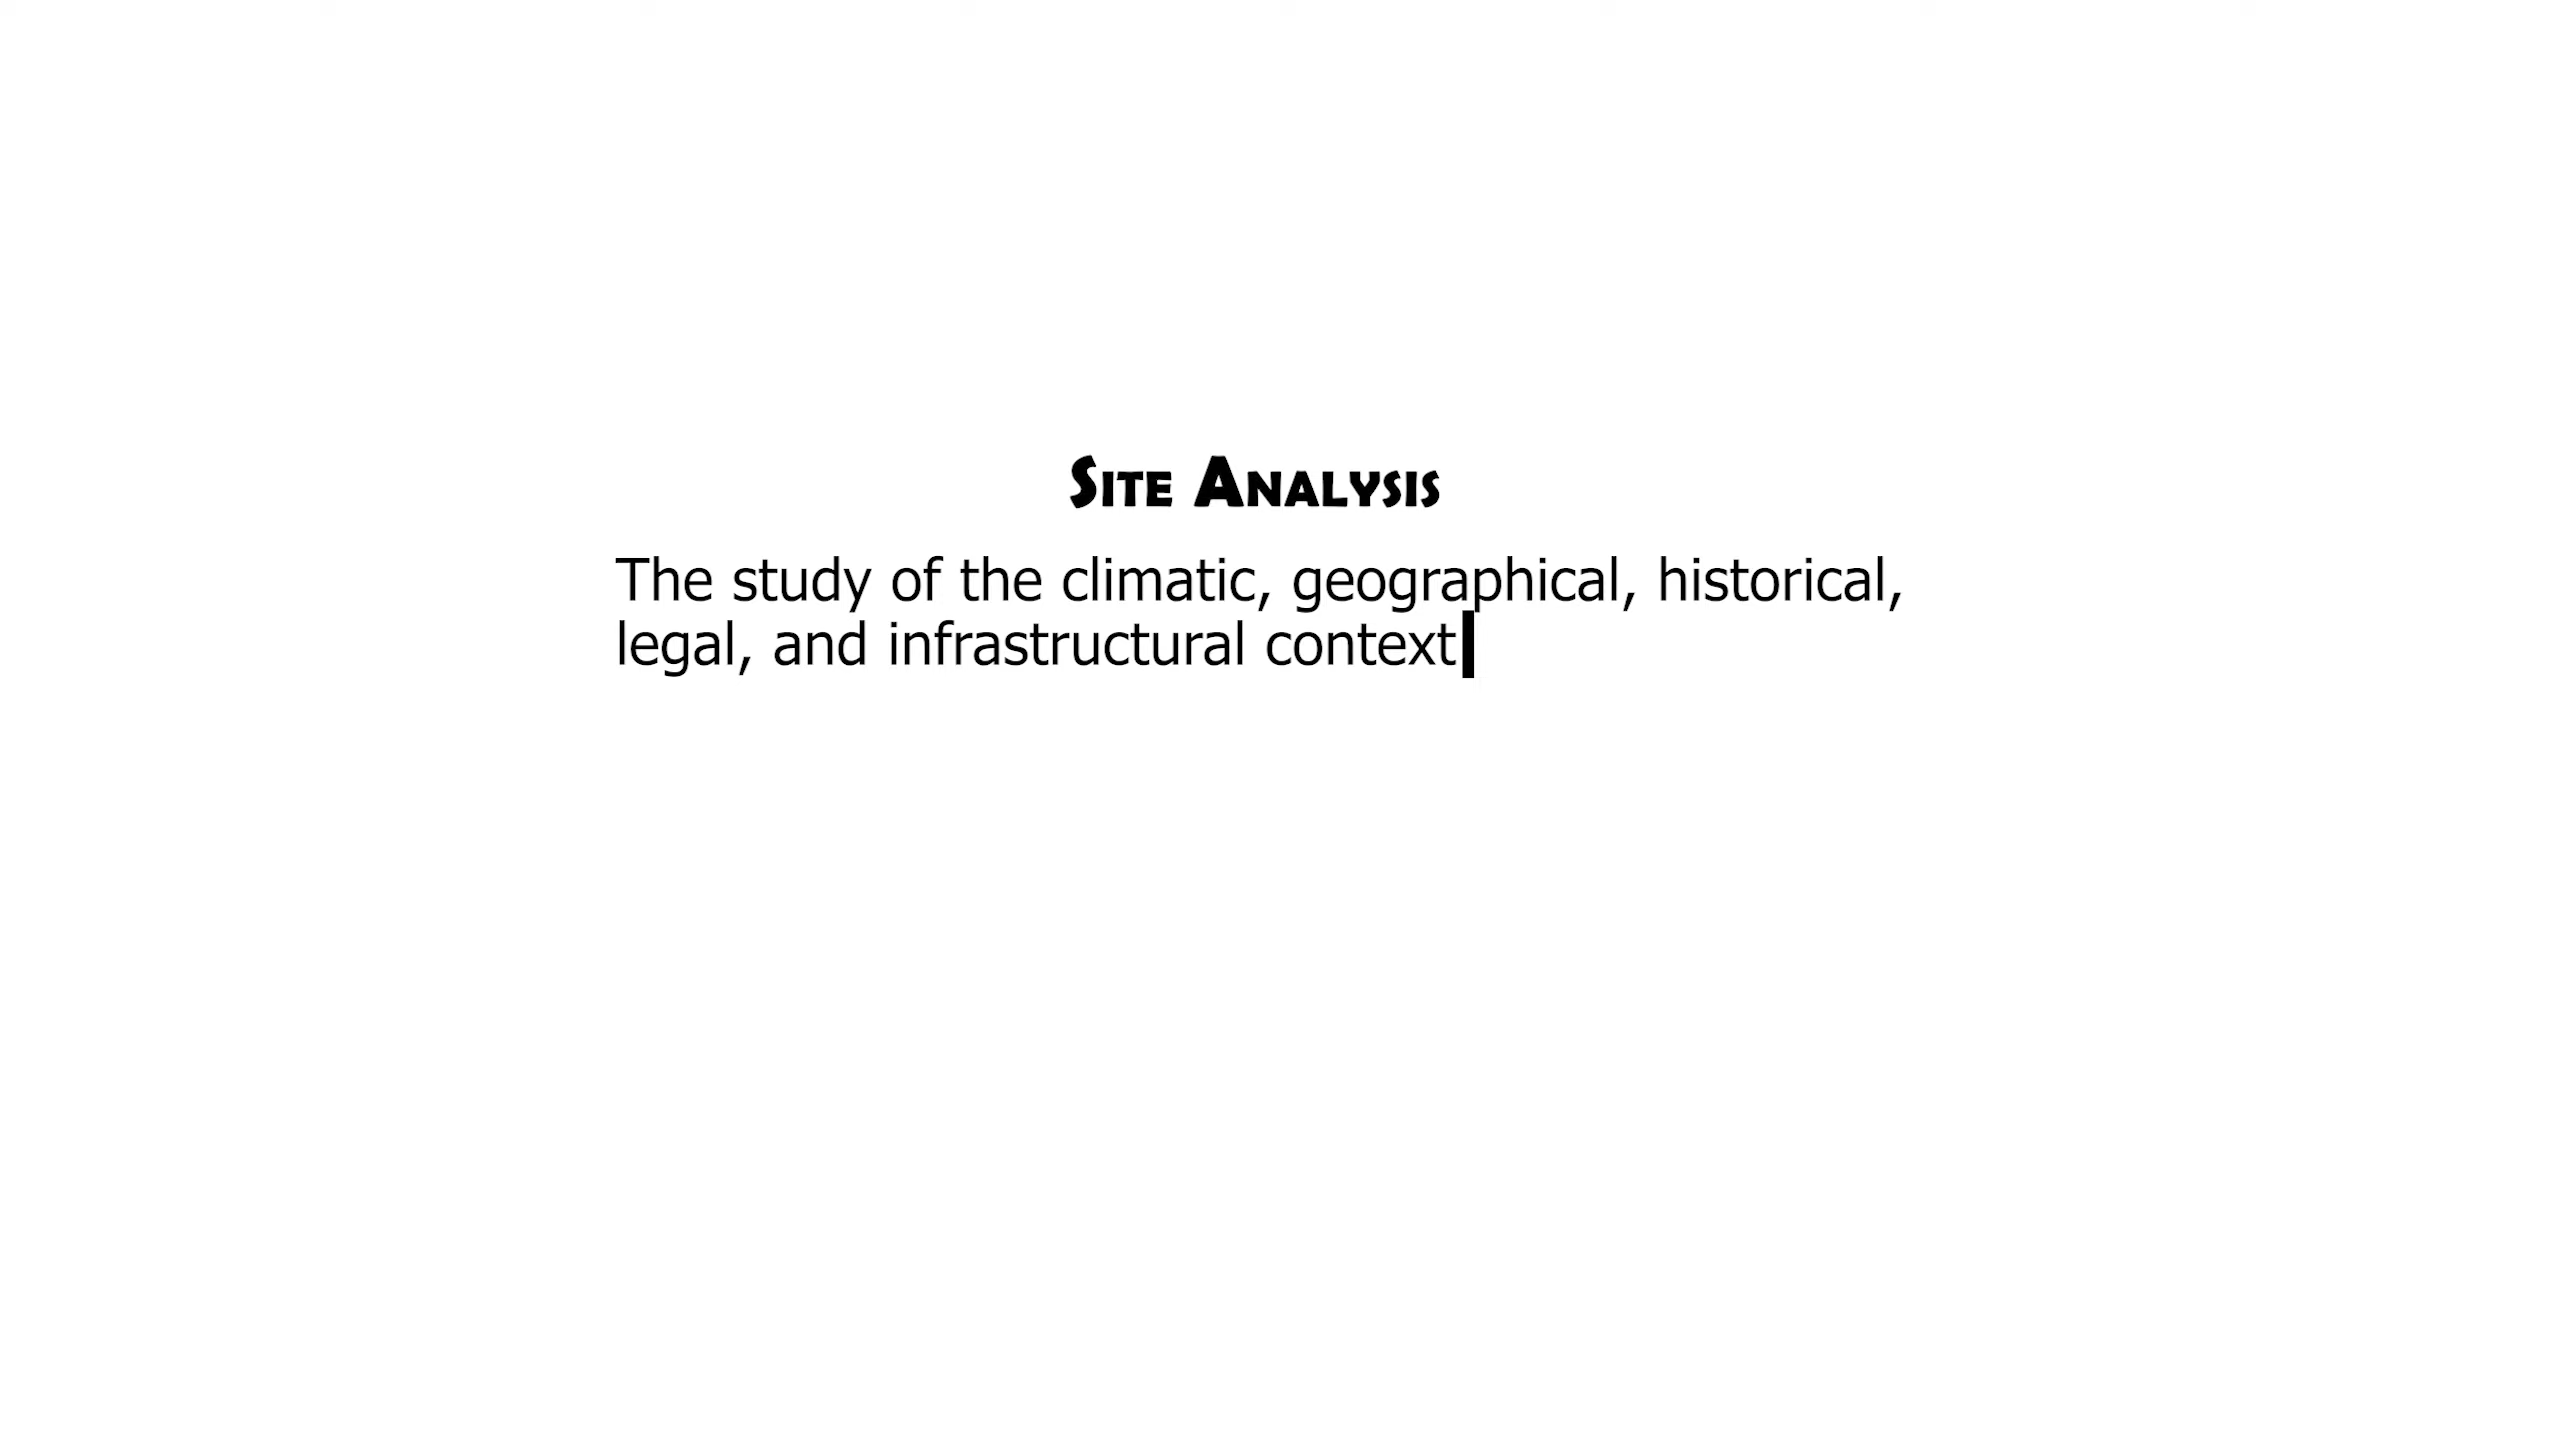 Site Analysis
The study of the climatic, geographical, historical,
legal, and infrastructural context